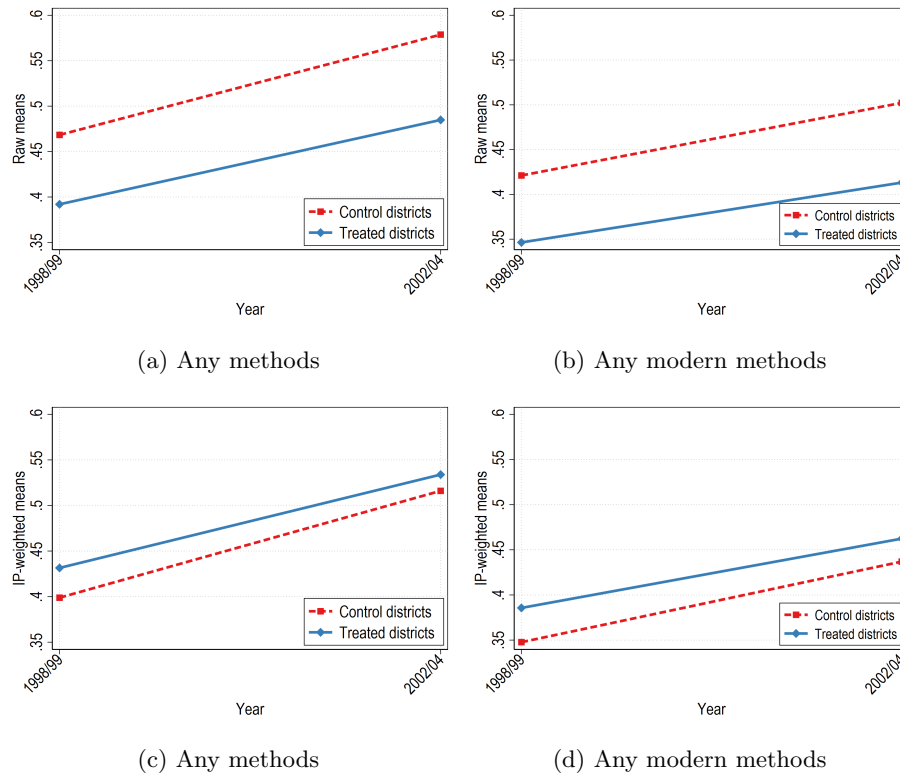 Raw means
.6
.55
.5
.45
.4
.35
Control districts
Treated districts
1998/99
2002/04
Year
(a) Any methods
Raw means
.6
.55
.5
.45
.4
.35
Control districts
Treated districts
1998/99
2002/04
Year
(b) Any modern methods
IP-weighted means
.6
.55
.5
.45
.4
.35
Control districts
Treated districts
1998/99
2002/04
Year
(c) Any methods
IP-weighted means
.6
.55
.5
.45
.4
.35
Control districts
Treated districts
1998/99
2002/04
Year
(d) Any modern methods